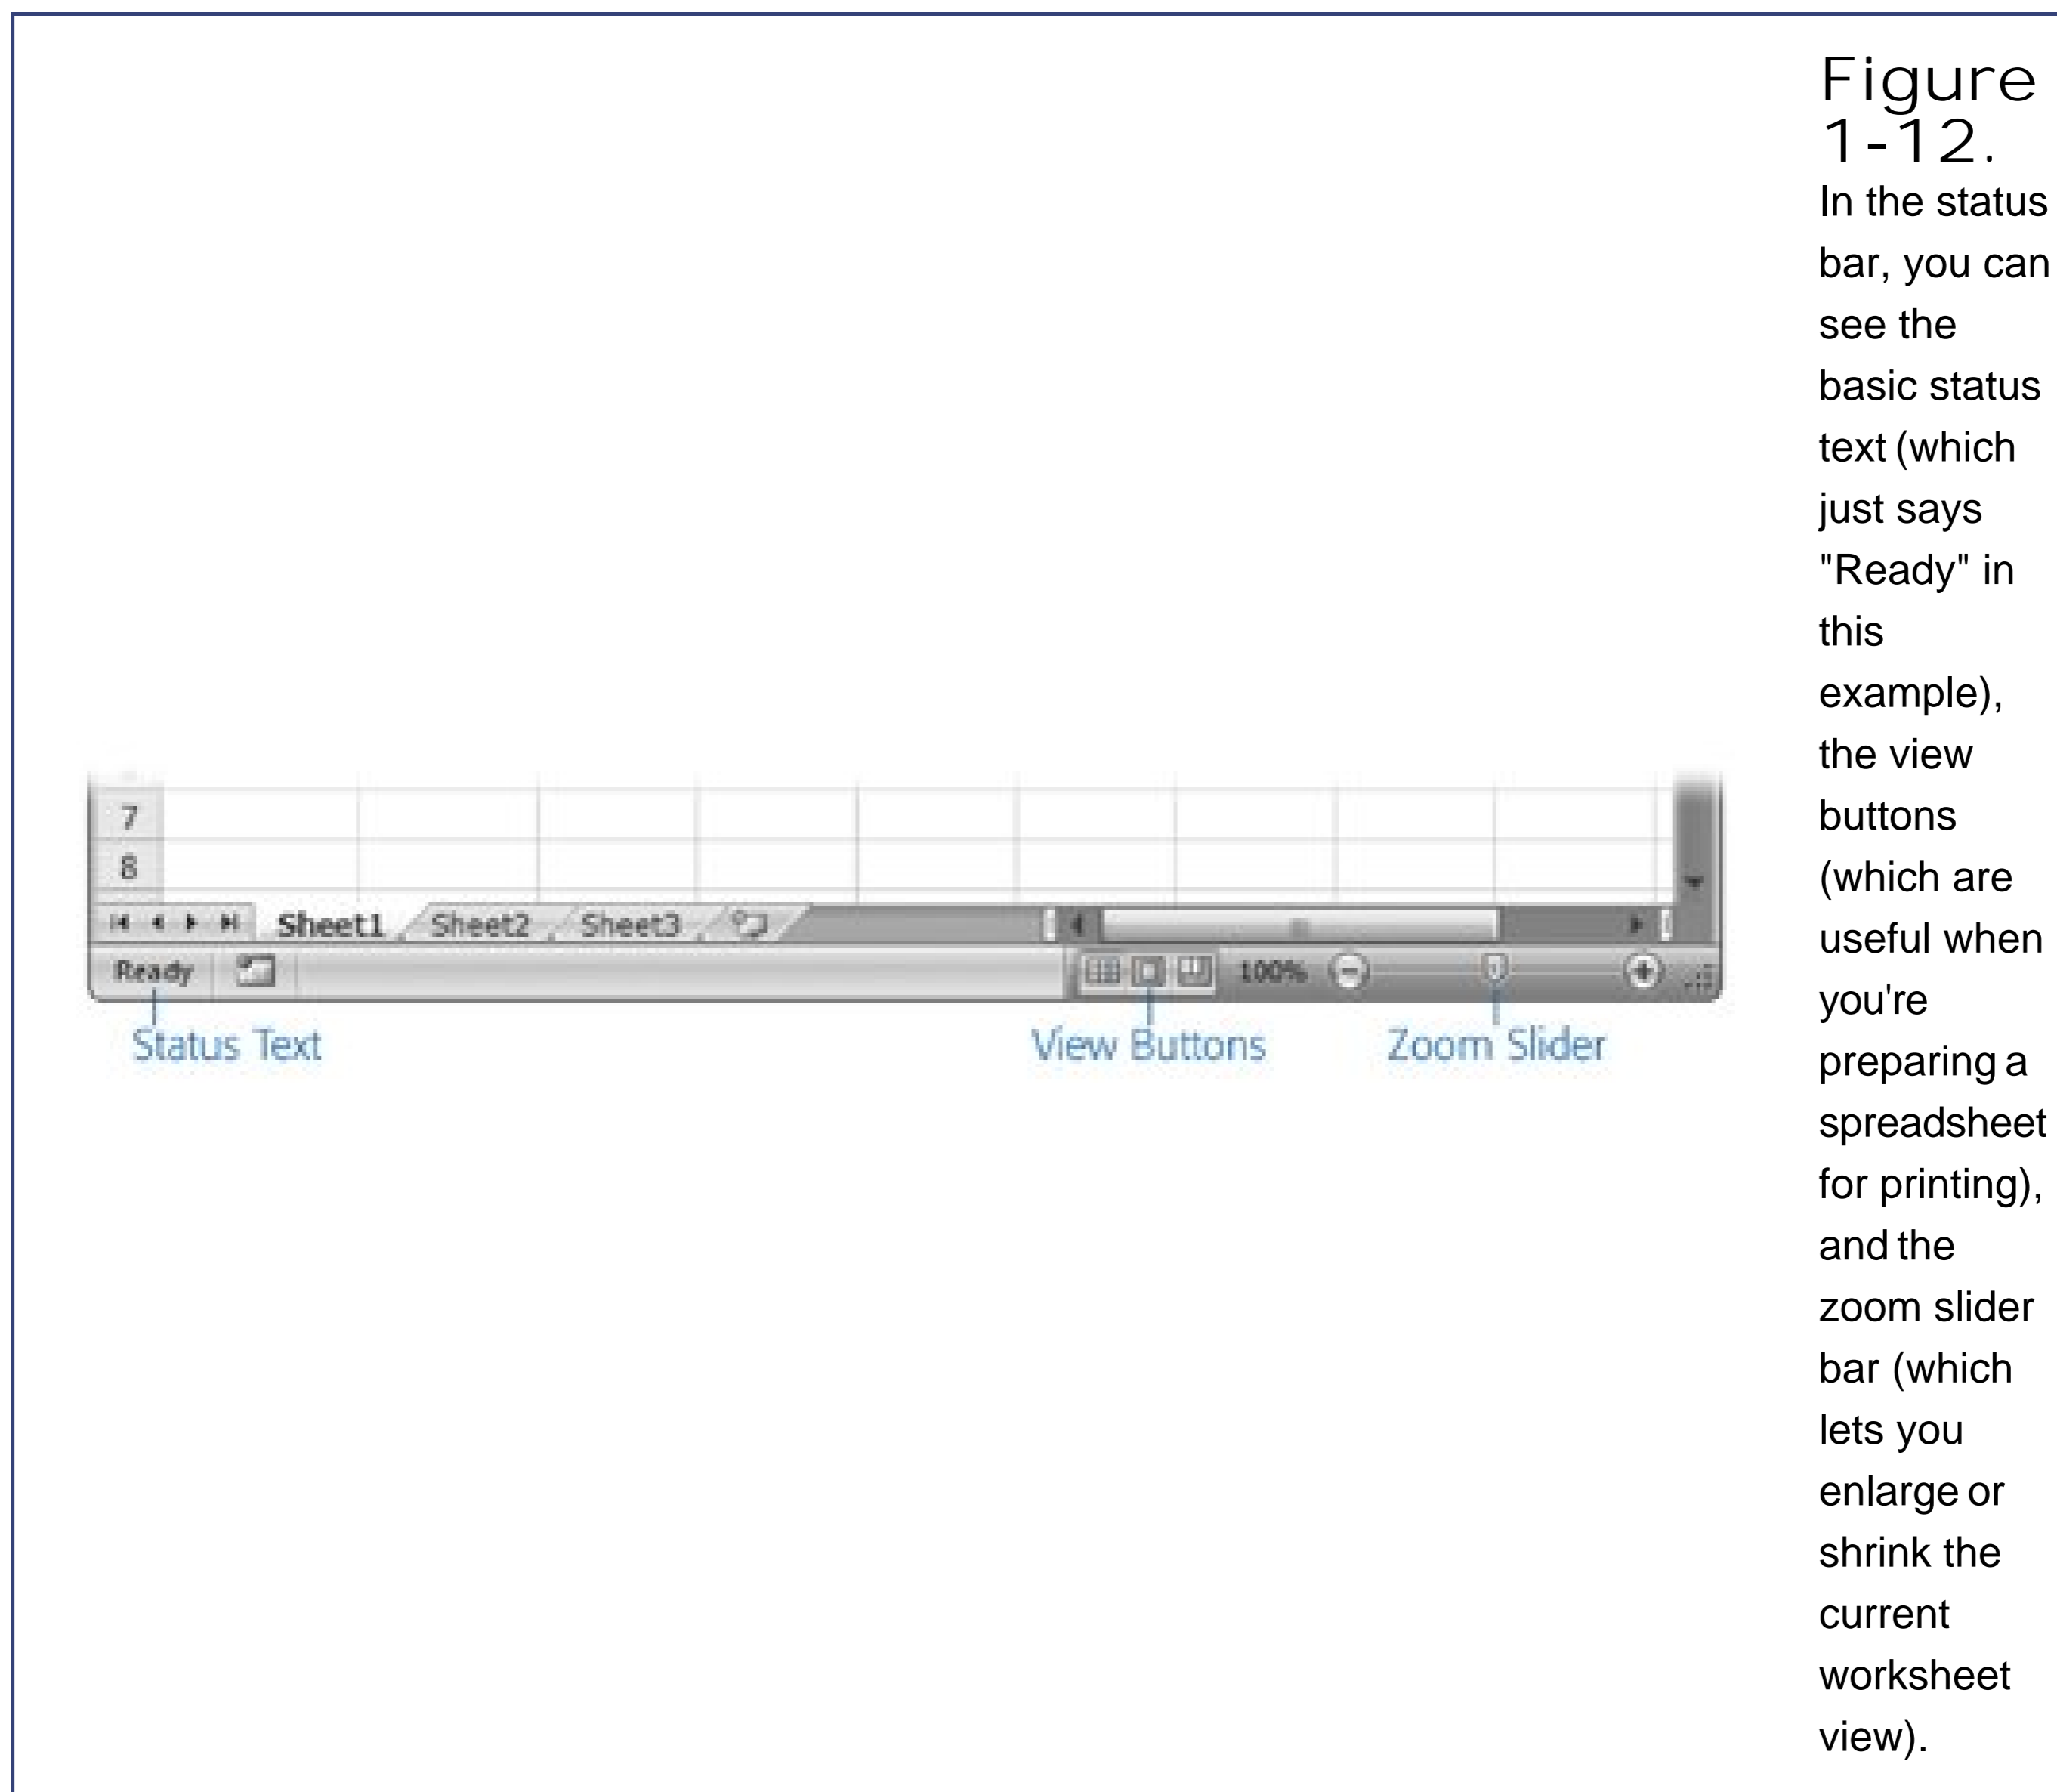 Figure
1-12.
In the status
bar, you can
see the
basic status
text (which
just says
"Ready" in
this
example),
the view
buttons
(which are
useful when
you're
preparing a
spreadsheet
for printing),
and the
zoom slider
bar (which
lets you
enlarge or
shrink the
current
worksheet
view).
7
8
Sheet1 Sheet2 Sheet3
Ready 100%
Status Text View Buttons Zoom Slider